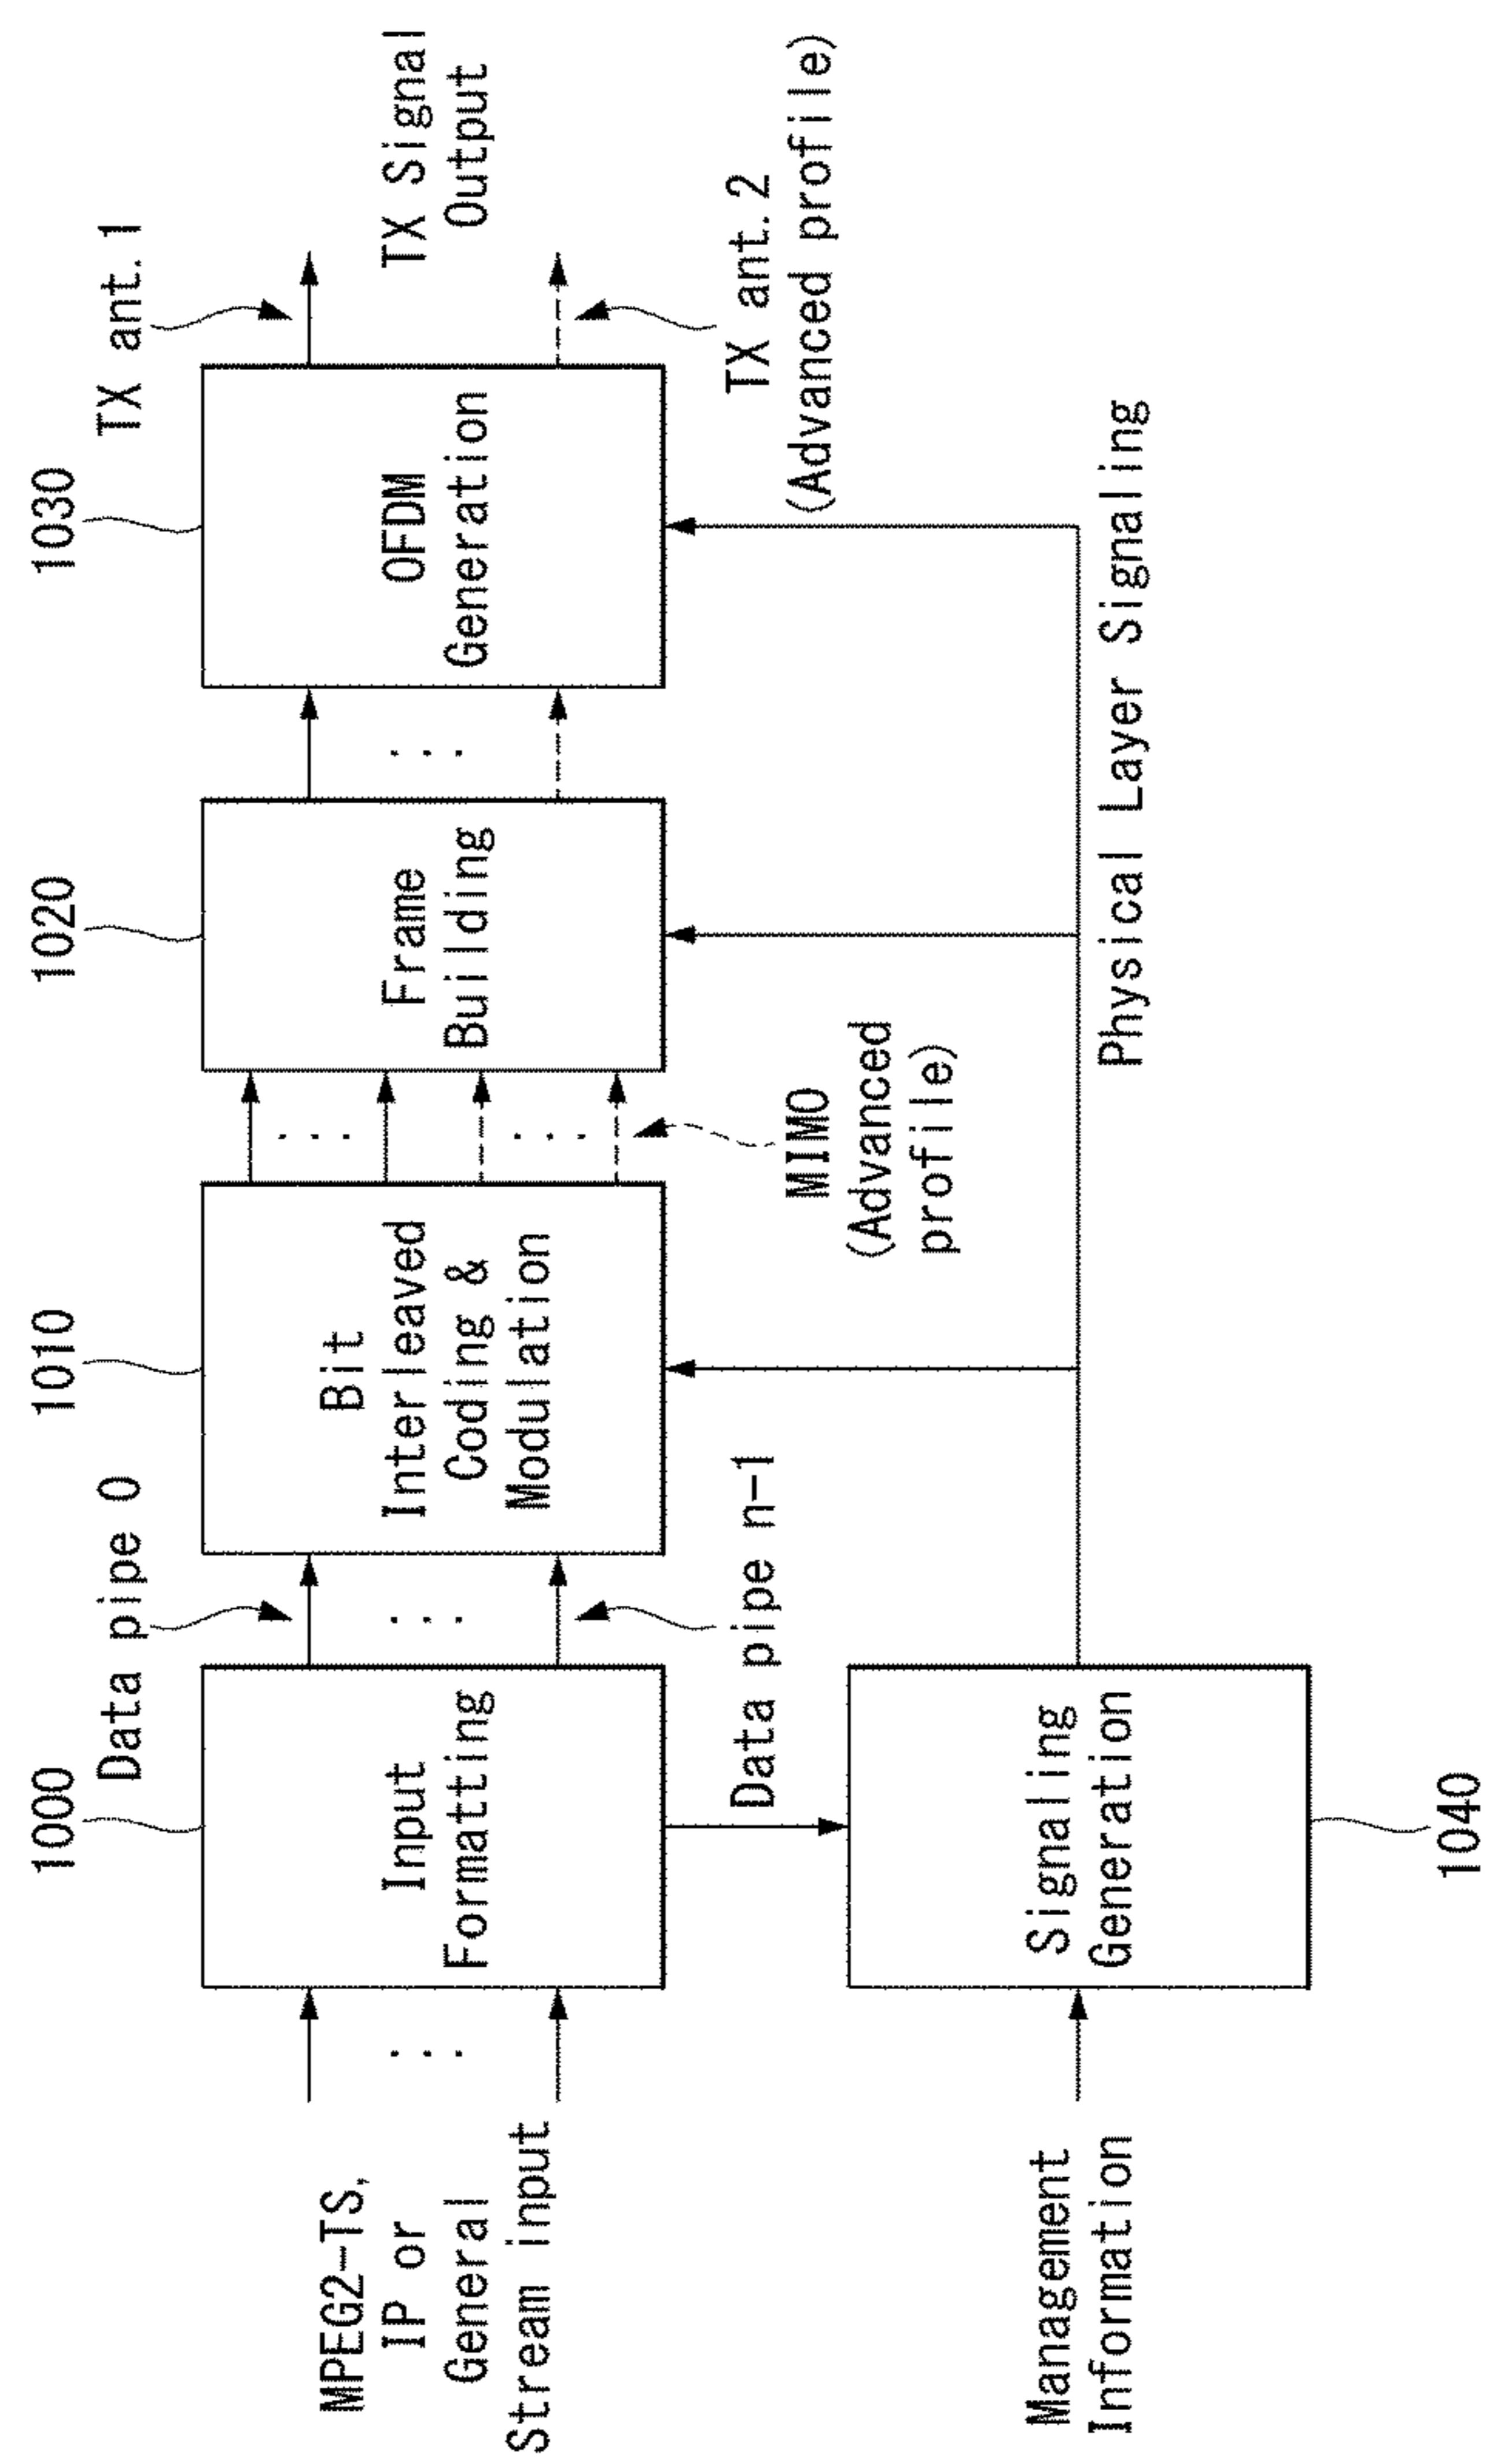 1000
1010
1020
1030
Data pipe 0
TX ant.1
MPEG2-TS,
IP or
General
Stream input
Input
Formatting
Bit
Interleaved
Coding &
Modulation
Frame
Building
OFDM
Generation
TX Signal
Output
Data pipe n-1
MIMO
(Advanced
profile)
TX ant.2
(Advanced profile)
Management
Information
Signaling
Generation
Physical Layer Signaling
1040